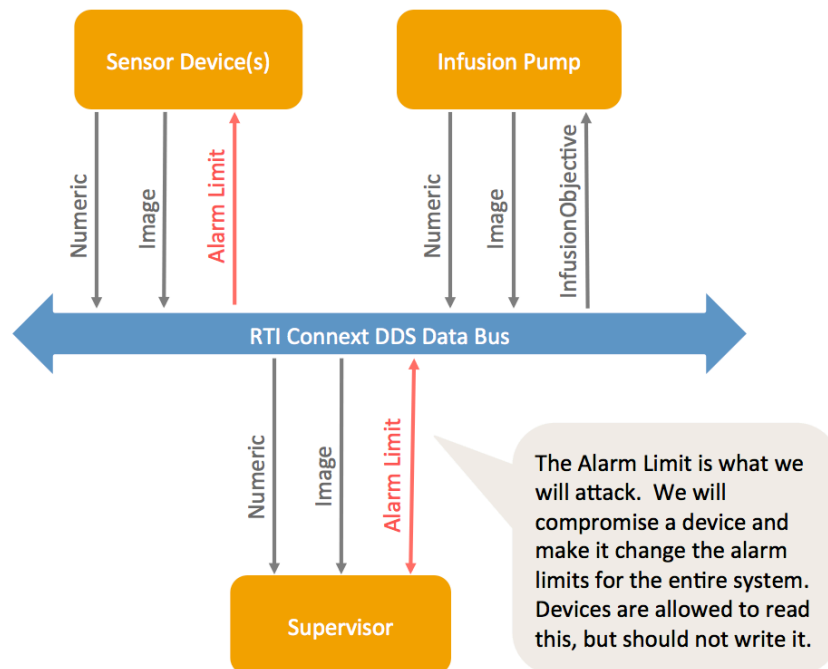 Sensor Device(s)
Infusion Pump
Numeric
Image
Alarm Limit
Numeric
Image
InfusionObjective
RTI Connext DDS Data Bus
Numeric
Image
Alarm Limit
The Alarm Limit is what we
will attack.  We will
compromise a device and
make it change the alarm
limits for the entire system.
Devices are allowed to read
this, but should not write it.
Supervisor